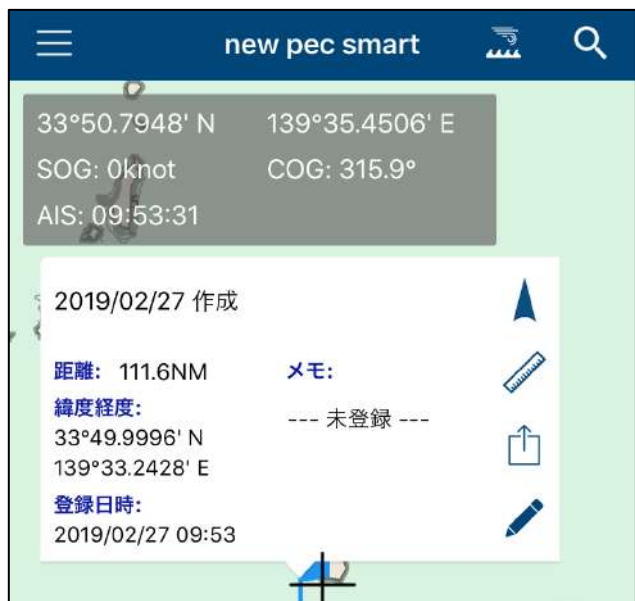 new pec smart
33°50.7948' N 139°35.4506' E
SOG: 0knot COG: 315.9°
AIS: 09:53:31
2019/02/27 作成
距離: 111.6NM メモ:
緯度経度:
--- 未登録 ---
33°49.9996' N
139°33.2428' E
登録日時:
2019/02/27 09:53